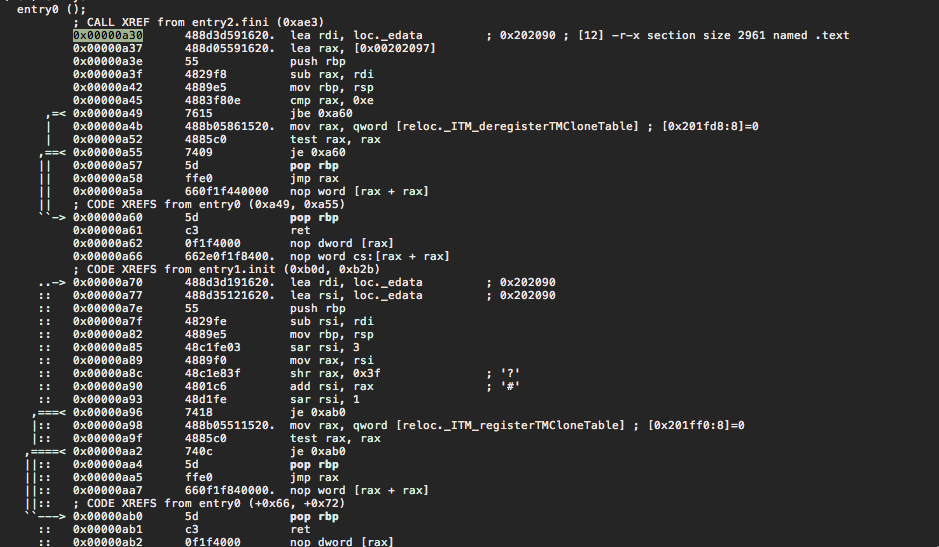 entry0 ();
; CALL XREF from entry2.fini (0xae3)
0x00000a30 488d3d591620. lea rdi, loc._edata ; 0x202090 ; [12] -r-x section size 2961 named .text
0x00000a37 488d05591620. lea rax, [0x00202097]
0x00000a3e 55 push rbp
0x00000a3f 4829f8 sub rax, rdi
0x00000a42 4889e5 mov rbp, rsp
0x00000a45 4883f80e cmp rax, 0xe
,=< 0x00000a49 7615 jbe 0xa60
| 0x00000a4b 488b05861520. mov rax, qword [reloc._ITM_deregisterTMCloneTable] ; [0x201fd8:8]=0
| 0x00000a52 4885c0 test rax, rax
,==< 0x00000a55 7409 je 0xa60
|| 0x00000a57 5d pop rbp
|| 0x00000a58 ffe0 jmp rax
|| 0x00000a5a 660f1f440000 nop word [rax + rax]
|| ; CODE XREFS from entry0 (0xa49, 0xa55)
``-> 0x00000a60 5d pop rbp
0x00000a61 c3 ret
0x00000a62 0f1f4000 nop dword [rax]
0x00000a66 662e0f1f8400. nop word cs:[rax + rax]
; CODE XREFS from entry1.init (0xb0d, 0xb2b)
..-> 0x00000a70 488d3d191620. lea rdi, loc._edata ; 0x202090
:: 0x00000a77 488d35121620. lea rsi, loc._edata ; 0x202090
:: 0x00000a7e 55 push rbp
:: 0x00000a7f 4829fe sub rsi, rdi
:: 0x00000a82 4889e5 mov rbp, rsp
:: 0x00000a85 48c1fe03 sar rsi, 3
:: 0x00000a89 4889f0 mov rax, rsi
:: 0x00000a8c 48c1e83f shr rax, 0x3f ; '?'
:: 0x00000a90 4801c6 add rsi, rax ; '#'
:: 0x00000a93 48d1fe sar rsi, 1
,===< 0x00000a96 7418 je 0xab0
|:: 0x00000a98 488b05511520. mov rax, qword [reloc._ITM_registerTMCloneTable] ; [0x201ff0:8]=0
|:: 0x00000a9f 4885c0 test rax, rax
,====< 0x00000aa2 740c je 0xab0
||:: 0x00000aa4 5d pop rbp
||:: 0x00000aa5 ffe0 jmp rax
||:: 0x00000aa7 660f1f840000. nop word [rax + rax]
||:: ; CODE XREFS from entry0 (+0x66, +0x72)
``---> 0x00000ab0 5d pop rbp
:: 0x00000ab1 c3 ret
:: 0x00000ab2 0f1f4000 nop dword [rax]